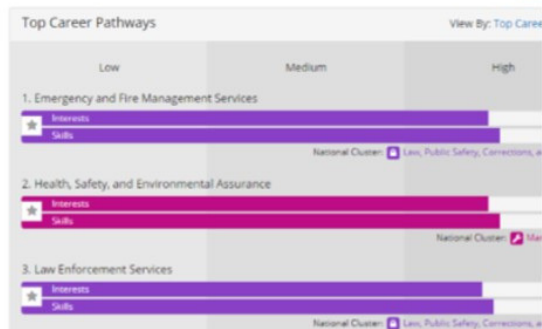 Top Career Pathways View By: Top Caree
Low Medium High
1. Emergency and Fire Management Services
Interests
Skills
National Cluster: Law, Public Safety, Corrections, a
2. Health, Safety, and Environmental Assurance
Interests
Skills
National Cluster: Man
3. Law Enforcement Services
Interests
Skills
National Cluster: Law, Public Safety, Corrections, a